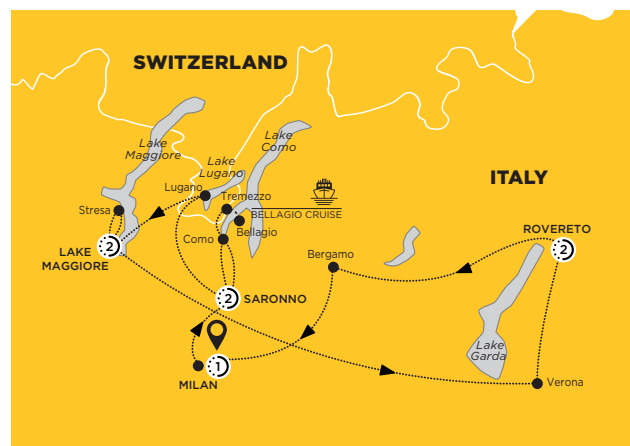 SWITZERLAND
Lake
Maggiore
Lake
Lugano
Lake
Como
ITALY
Lugano
Tremezzo
BELLAGIO CRUISE
Stresa
Bellagio
Como
ROVERETO
2
LAKE
MAGGIORE
2
Bergamo
2
SARONNO
Lake
Garda
1
MILAN
Verona